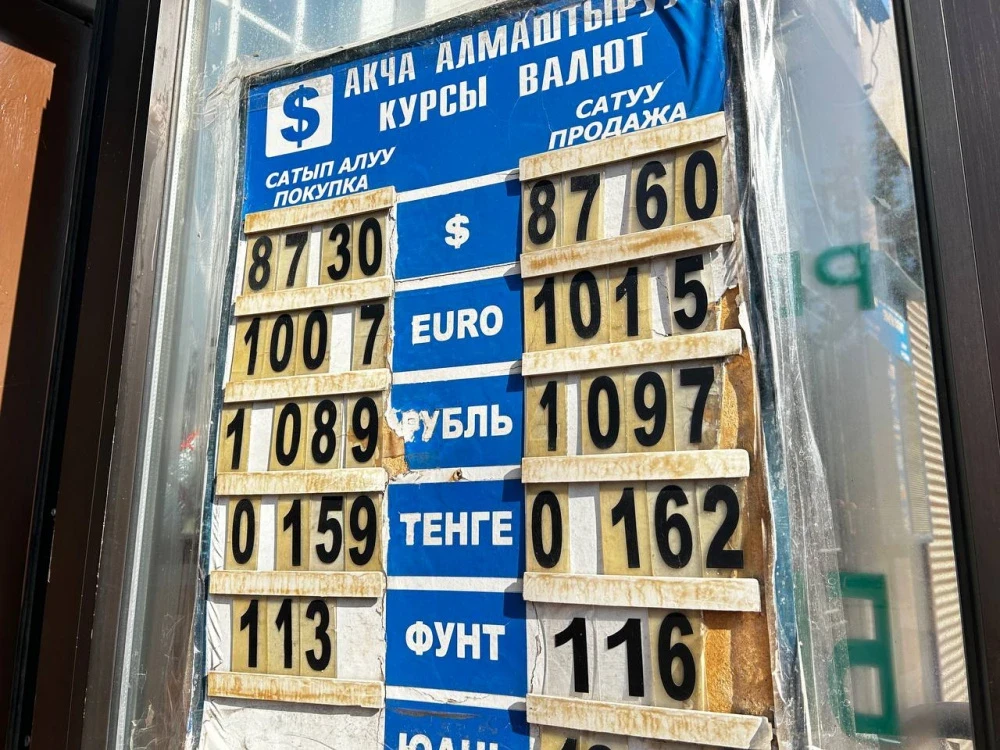 АКЧА АЛМАШТЫРУУ
$ КУРСЫ ВАЛЮТ
САТЫП АЛУУ
ПОКУПКА
САТУУ
ПРОДАЖА
87 30 $ 87 60
100 7 EURO 101 5
1 089 РУБЛЬ 1 097
0 159 ТЕНГЕ 0 162
113 ФУНТ 116
ЮАНЬ